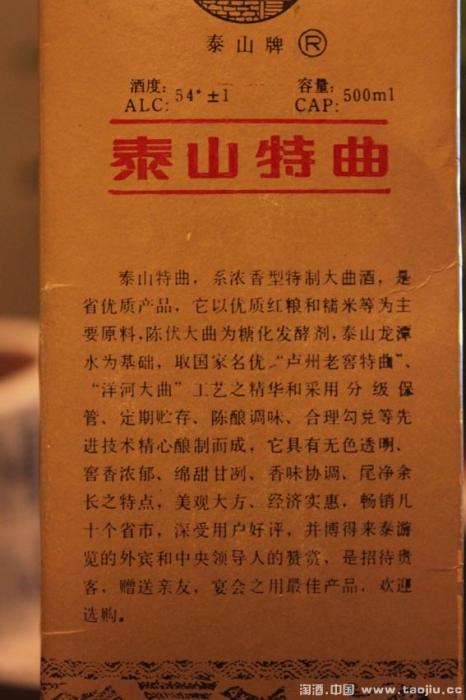 泰山牌 ®
酒度: 54°±1 容量: 500ml
ALC: CAP:
泰山特曲
泰山特曲，系浓香型特制大曲酒，是
省优质产品，它以优质红粮和糯米等为主
要原料，陈伏大曲为糖化发酵剂，泰山龙潭
水为基础，取国家名优“卢州老窖特曲”、
“洋河大曲”工艺之精华和采用分级保
管、定期贮存、陈酿调味、合理勾兑等先
进技术精心酿制而成，它具有无色透明、
窖香浓郁、绵甜甘冽、香味协调、尾净余
长之特点，美观大方、经济实惠，畅销几
十个省市，深受用户好评，并博得来泰游
览的外宾和中央领导人的赞赏，是招待贵
客，赠送亲友，宴会之用最佳产品，欢迎
选购。
淘酒.中国 www.taojiu.cc